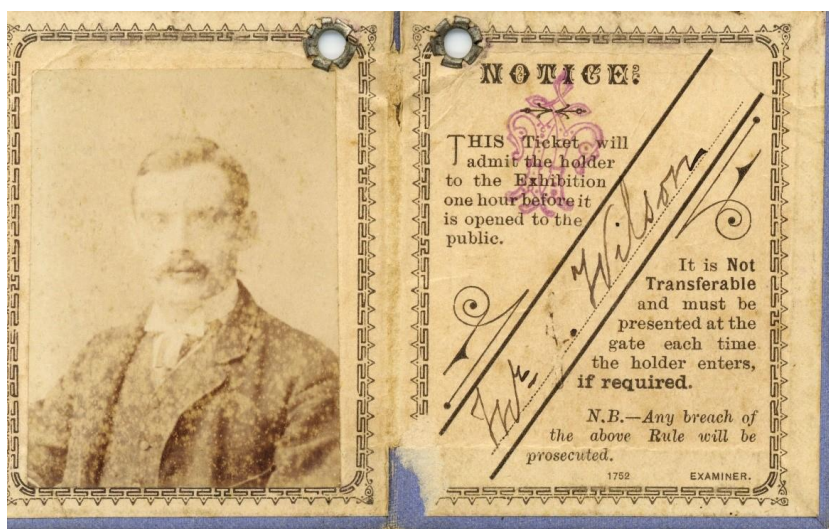 NOTICE:
THIS Ticket will
admit the holder
to the Exhibition
one hour before it
is opened to the
public.
Mr. J. Wilson
It is Not
Transferable
and must be
presented at the
gate each time
the holder enters,
if required.
N.B.—Any breach of
the above Rule will be
prosecuted.
1752 EXAMINER.